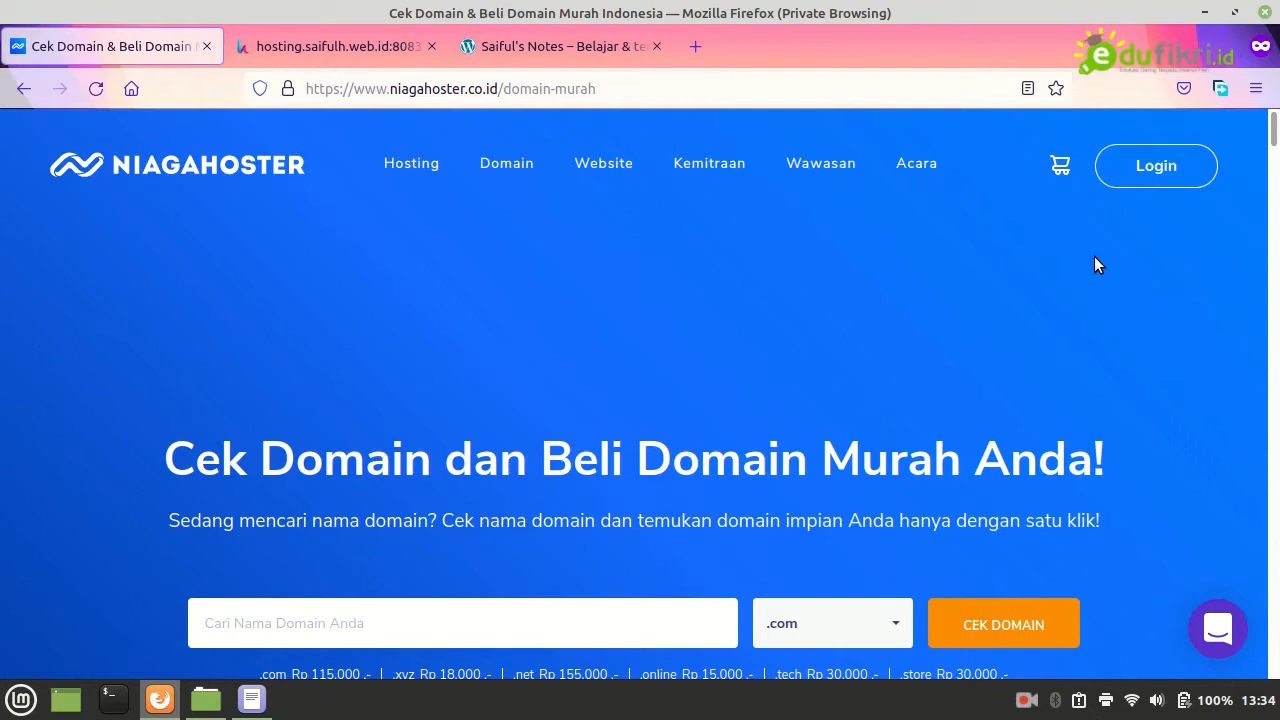 Cek Domain & Beli Domain Murah Indonesia — Mozilla Firefox (Private Browsing)
Cek Domain & Beli Domain
hosting.saifulh.web.id:8083
Saiful's Notes – Belajar & te
edufikri.id
https://www.niagahoster.co.id/domain-murah
NIAGAHOSTER
Hosting
Domain
Website
Kemitraan
Wawasan
Acara
Login
Cek Domain dan Beli Domain Murah Anda!
Sedang mencari nama domain? Cek nama domain dan temukan domain impian Anda hanya dengan satu klik!
Cari Nama Domain Anda
.com
CEK DOMAIN
.com Rp 115.000 ,- | .xyz Rp 18.000 ,- | .net Rp 155.000 ,- | .online Rp 15.000 ,- | .tech Rp 30.000 ,- | .store Rp 30.000 ,-
100%
13:34